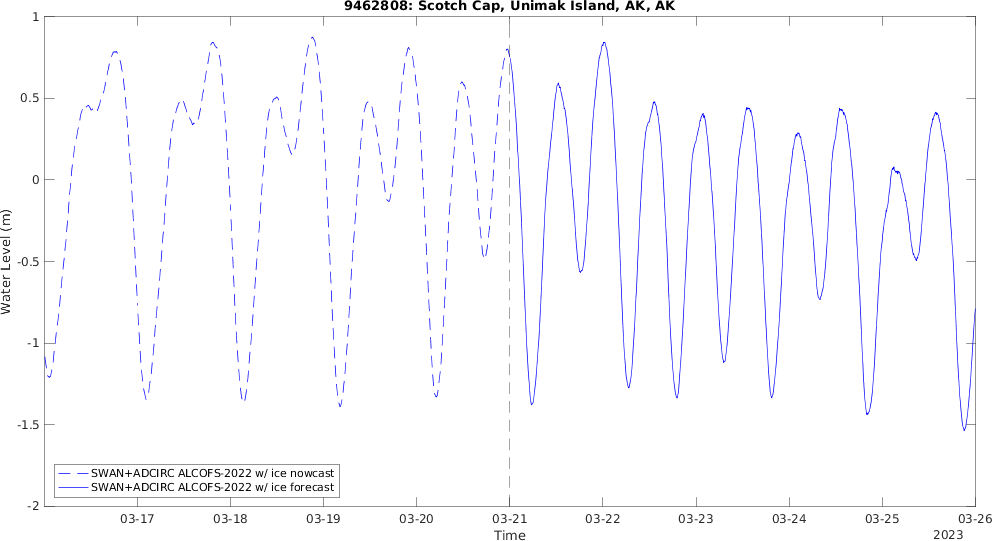 9462808: Scotch Cap, Unimak Island, AK, AK
1
0.5
0
-0.5
-1
-1.5
-2
Water Level (m)
SWAN+ADCIRC ALCOFS-2022 w/ ice nowcast
SWAN+ADCIRC ALCOFS-2022 w/ ice forecast
03-17 03-18 03-19 03-20 03-21 03-22 03-23 03-24 03-25 03-26
Time
2023